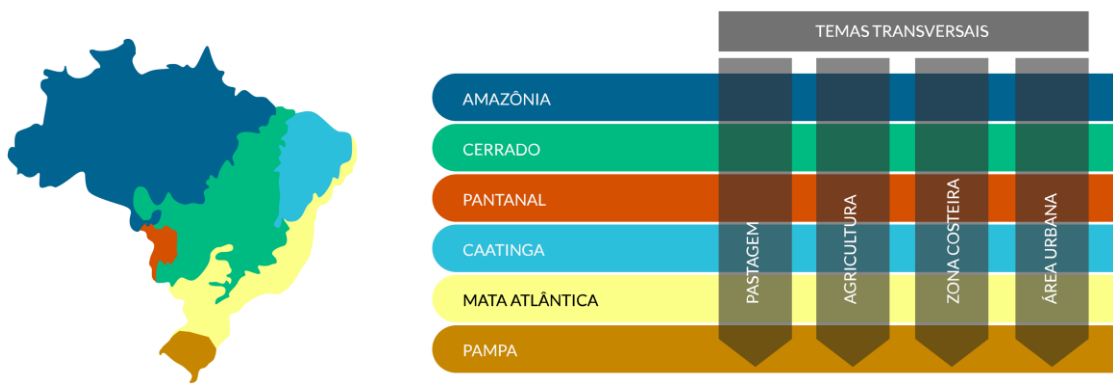 TEMAS TRANSVERSAIS
AMAZÔNIA
CERRADO
PANTANAL
CAATINGA
MATA ATLÂNTICA
PAMPA
PASTAGEM
AGRICULTURA
ZONA COSTEIRA
ÁREA URBANA